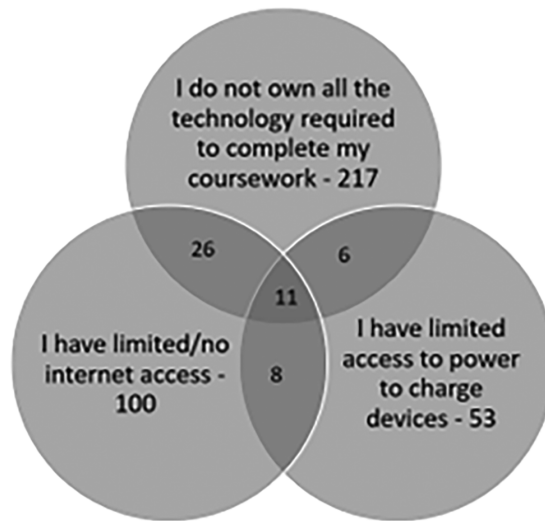 I do not own all the
technology required
to complete my
coursework - 217
26
6
11
I have limited/no
internet access -
100
8
I have limited
access to power
to charge
devices - 53